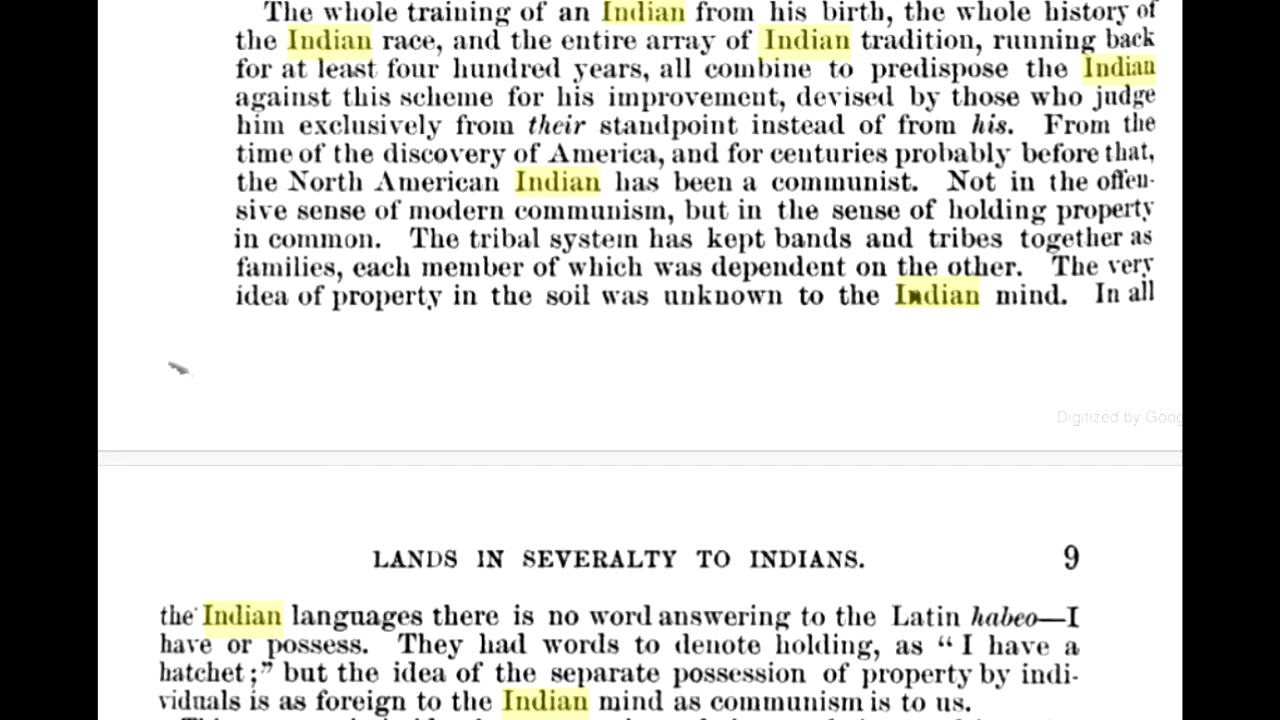 The whole training of an Indian from his birth, the whole history of
the Indian race, and the entire array of Indian tradition, running back
for at least four hundred years, all combine to predispose the Indian
against this scheme for his improvement, devised by those who judge
him exclusively from their standpoint instead of from his. From the
time of the discovery of America, and for centuries probably before that,
the North American Indian has been a communist. Not in the offen-
sive sense of modern communism, but in the sense of holding property
in common. The tribal system has kept bands and tribes together as
families, each member of which was dependent on the other. The very
idea of property in the soil was unknown to the Indian mind. In all
Digitized by Goog
LANDS IN SEVERALTY TO INDIANS. 9
the Indian languages there is no word answering to the Latin habeo—I
have or possess. They had words to denote holding, as “ I have a
hatchet ;” but the idea of the separate possession of property by indi-
viduals is as foreign to the Indian mind as communism is to us.